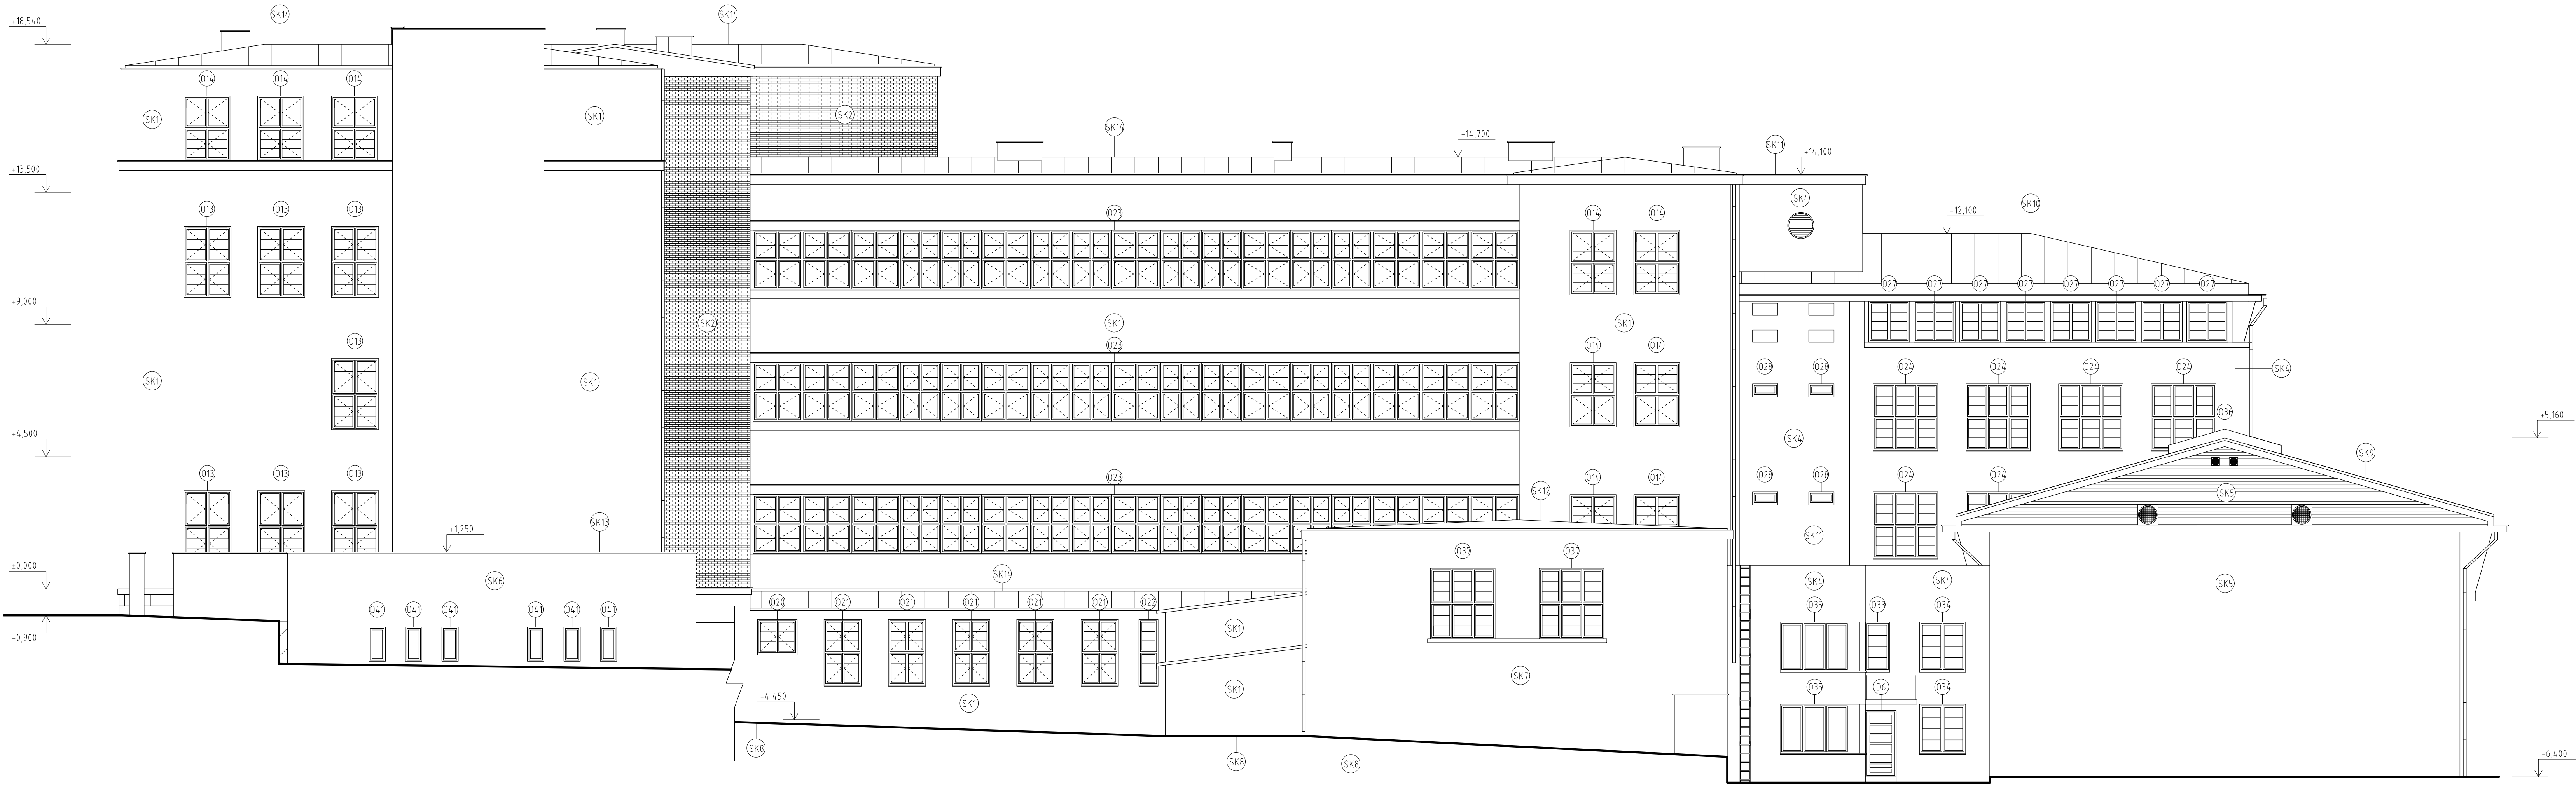 +18,540
SK14
SK14
O14
O14
O14
SK1
SK1
SK2
SK14
+14,700
SK11
+14,100
+13,500
SK4
SK10
+12,100
O13
O13
O13
O23
O14
O14
O27
O27
O27
O27
O27
O27
O27
O27
+9,000
SK2
SK1
SK1
O13
O23
O14
O14
O28
O28
O24
O24
O24
O24
SK4
SK1
SK1
O36
+5,160
+4,500
SK4
SK9
O13
O13
O13
O23
O14
O14
O28
O28
O24
O24
SK12
SK5
SK13
+1,250
SK11
O37
O37
±0,000
SK6
SK14
SK4
SK4
SK5
O41
O41
O41
O41
O41
O41
O20
O21
O21
O21
O21
O21
O22
O35
O33
O34
SK1
-0,900
SK7
SK1
O35
D6
O34
-4,450
SK1
SK8
SK8
SK8
-6,400